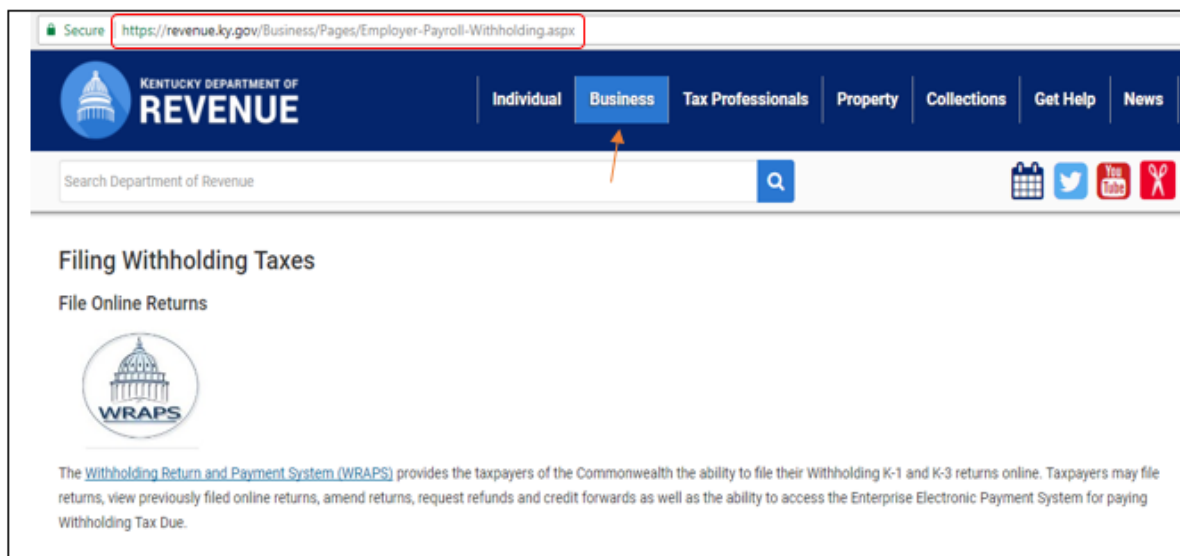 Secure https://revenue.ky.gov/Business/Pages/Employer-Payroll-Withholding.aspx
KENTUCKY DEPARTMENT OF
REVENUE
Individual Business Tax Professionals Property Collections Get Help News
Search Department of Revenue
You
Tube
Filing Withholding Taxes
File Online Returns
WRAPS
The Withholding Return and Payment System (WRAPS) provides the taxpayers of the Commonwealth the ability to file their Withholding K-1 and K-3 returns online. Taxpayers may file
returns, view previously filed online returns, amend returns, request refunds and credit forwards as well as the ability to access the Enterprise Electronic Payment System for paying
Withholding Tax Due.